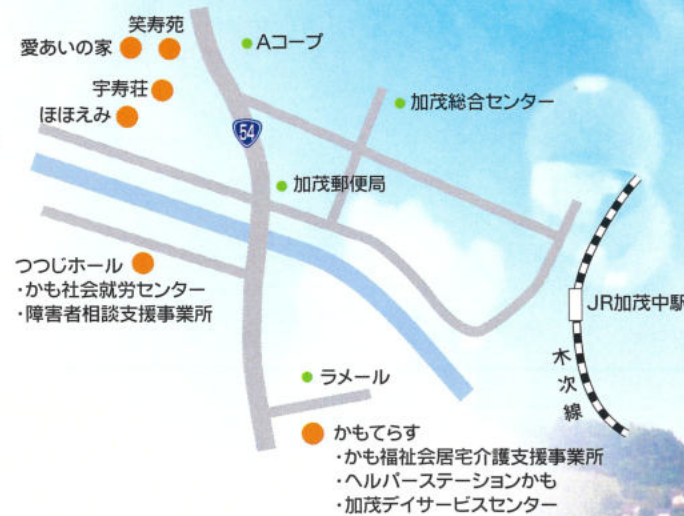 笑寿苑
愛あいの家
Aコープ
宇寿荘
ほほえみ
加茂総合センター
54
加茂郵便局
つつじホール
・かも社会就労センター
・障害者相談支援事業所
JR加茂中駅
木次線
ラメール
かもてらす
・かも福祉会居宅介護支援事業所
・ヘルパーステーションかも
・加茂デイサービスセンター